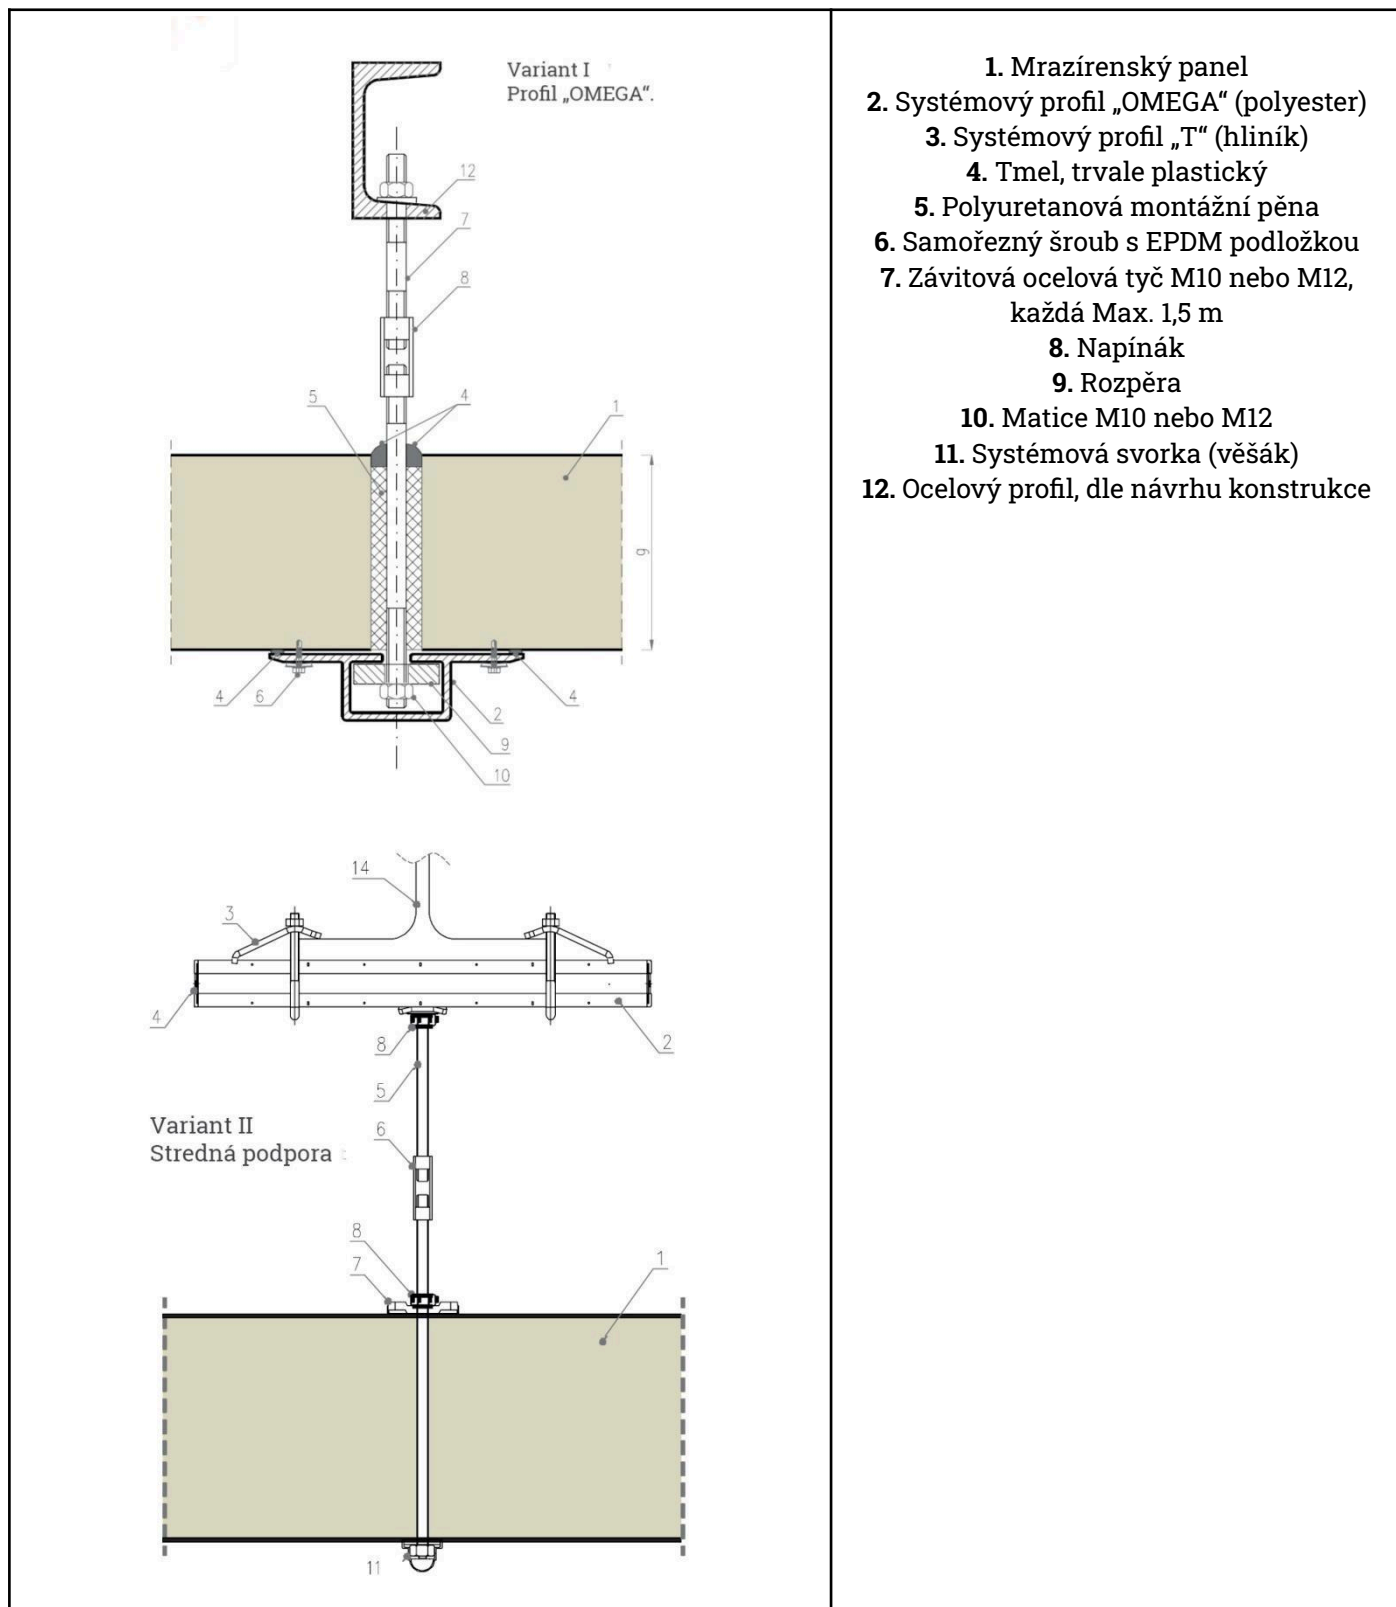 Variant I
Profil „OMEGA“.
12
7
8
5
4
1
g
4
6
2
4
9
10
14
3
4
2
8
5
Variant II
Stredná podpora
6
8
7
1
11
1. Mrazírenský panel
2. Systémový profil „OMEGA“ (polyester)
3. Systémový profil „T“ (hliník)
4. Tmel, trvale plastický
5. Polyuretanová montážní pěna
6. Samořezný šroub s EPDM podložkou
7. Závitová ocelová tyč M10 nebo M12,
každá Max. 1,5 m
8. Napínák
9. Rozpěra
10. Matice M10 nebo M12
11. Systémová svorka (věšák)
12. Ocelový profil, dle návrhu konstrukce